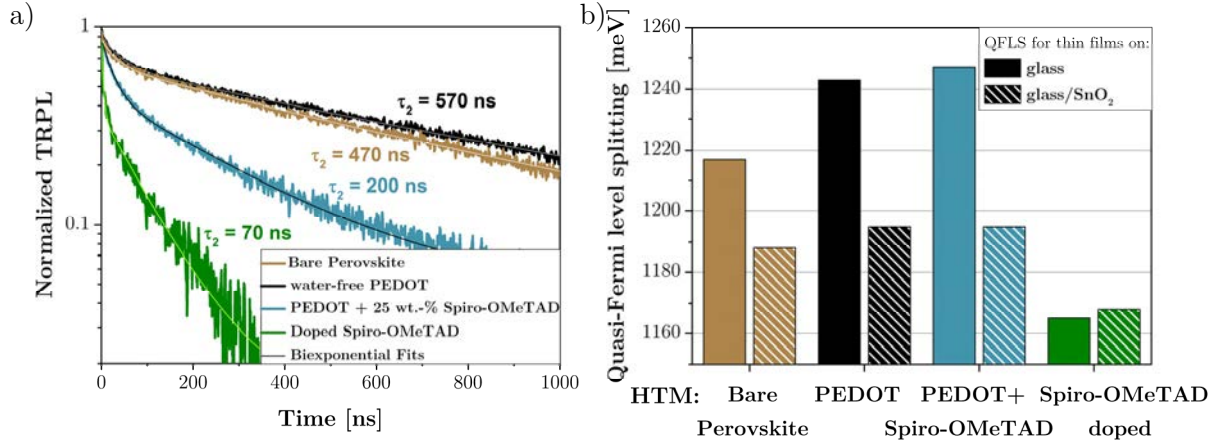 a)
Normalized TRPL
1
0.1
τ₂ = 570 ns
τ₂ = 470 ns
τ₂ = 200 ns
τ₂ = 70 ns
Bare Perovskite
water-free PEDOT
PEDOT + 25 wt.-% Spiro-OMeTAD
Doped Spiro-OMeTAD
Biexponential Fits
0 200 400 600 800 1000
Time [ns]
b)
Quasi-Fermi level splitting [meV]
1260
1240
1220
1200
1180
1160
QFLS for thin films on:
glass
glass/SnO₂
HTM: Bare PEDOT PEDOT+ Spiro-OMeTAD
Perovskite Spiro-OMeTAD doped